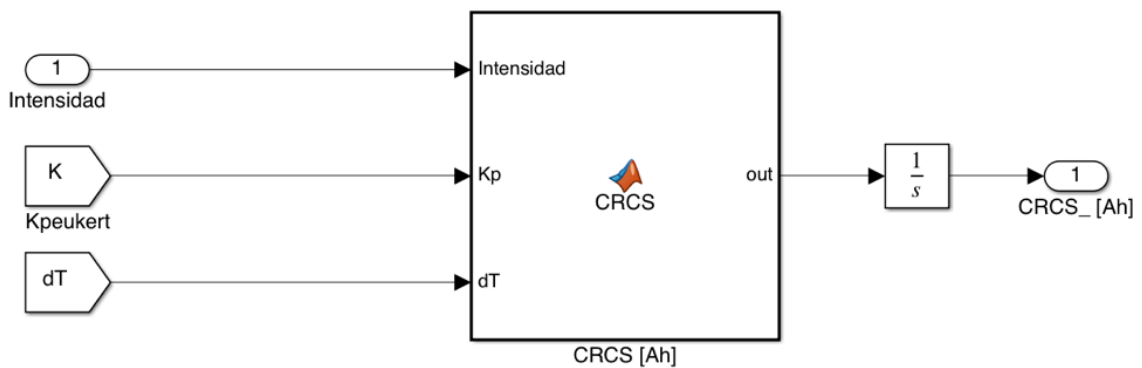 1
Intensidad
K
Kpeukert
dT
Intensidad
Kp
dT
CRCS
out
CRCS [Ah]
1
s
1
CRCS_ [Ah]